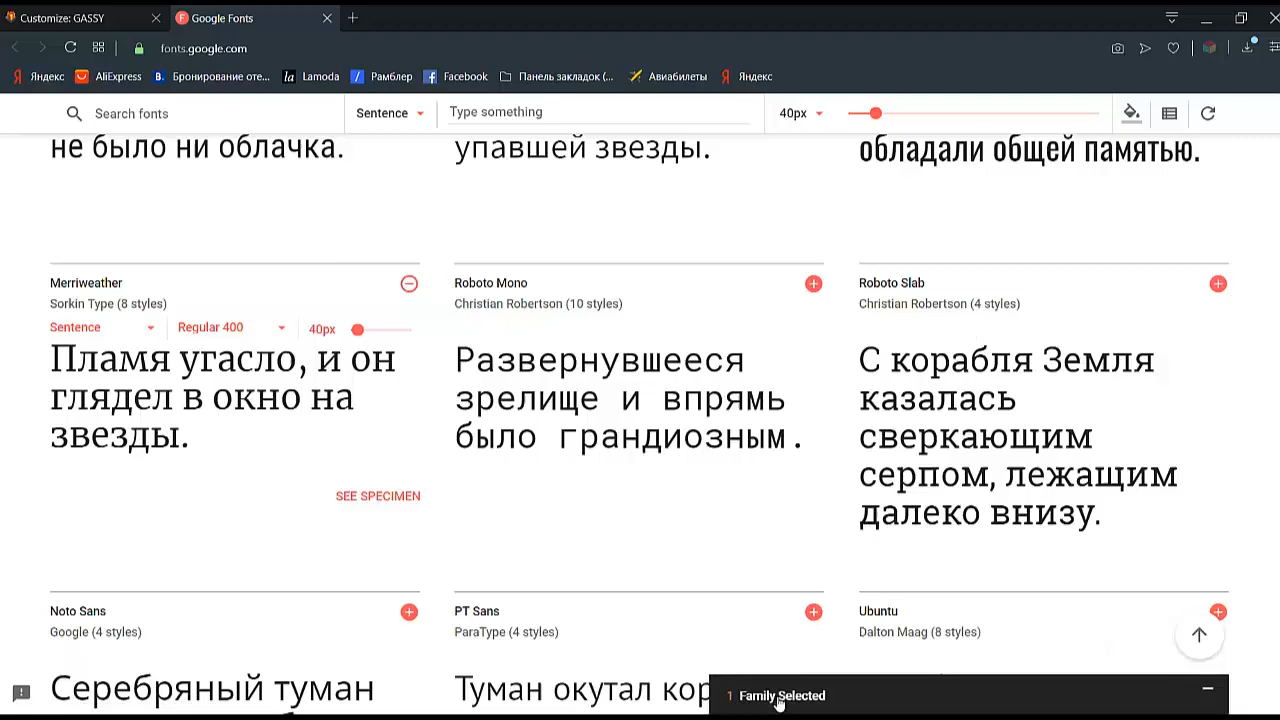 Customize: GASSY
Google Fonts
fonts.google.com
Яндекс
AliExpress
Бронирование оте...
la Lamoda
Рамблер
Facebook
Панель закладок (...
Авиабилеты
Яндекс
Search fonts
Sentence
Type something
40px
не было ни облачка.
упавшей звезды.
обладали общей памятью.
Merriweather
Sorkin Type (8 styles)
Sentence
Regular 400
40px
Пламя угасло, и он
глядел в окно на
звезды.
SEE SPECIMEN
Roboto Mono
Christian Robertson (10 styles)
Развернувшееся
зрелище и впрямь
было грандиозным.
Roboto Slab
Christian Robertson (4 styles)
С корабля Земля
казалась
сверкающим
серпом, лежащим
далеко внизу.
Noto Sans
Google (4 styles)
Серебряный туман
PT Sans
ParaType (4 styles)
Туман окутал кор
Ubuntu
Dalton Maag (8 styles)
1 Family Selected